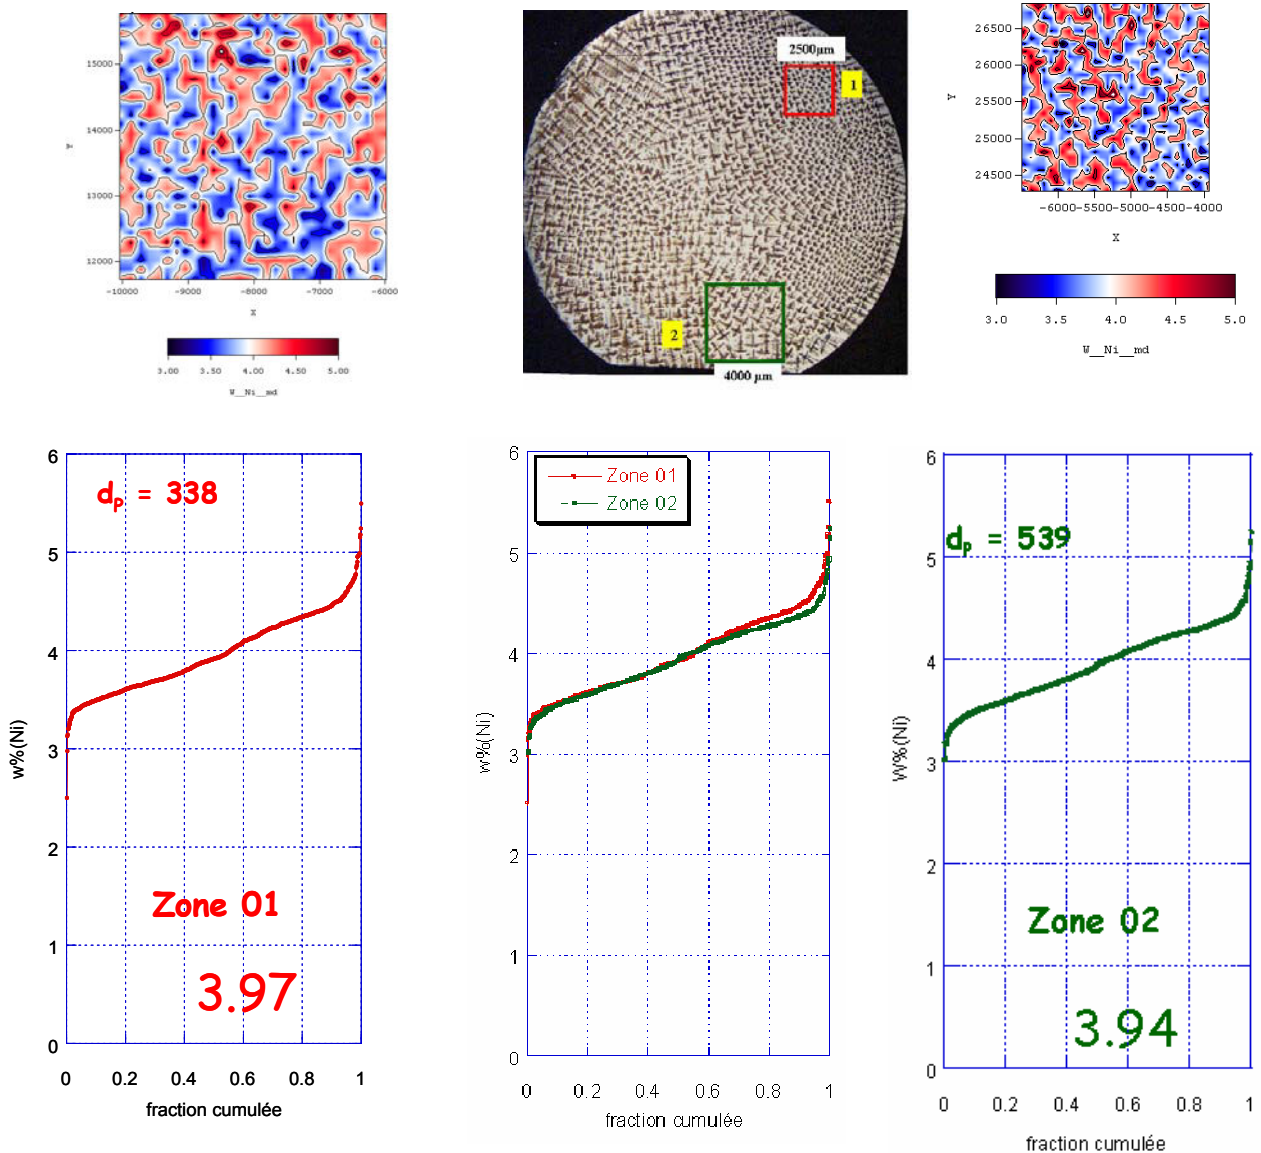 15000
14000
13000
12000
Y
-10000 -9000 -8000 -7000 -6000
X
3.00 3.50 4.00 4.50 5.00
W__Ni__md
2500µm
1
2
4000 µm
26500
26000
25500
25000
24500
Y
-6000 -5500 -5000 -4500 -4000
X
3.0 3.5 4.0 4.5 5.0
W__Ni__md
6
5
4
3
2
1
0
w%(Ni)
dp = 338
Zone 01
3.97
0 0.2 0.4 0.6 0.8 1
fraction cumulée
6
5
4
3
2
1
0
w%(Ni)
Zone 01
Zone 02
0 0.2 0.4 0.6 0.8 1
fraction cumulée
6
5
4
3
2
1
0
W%(Ni)
dp = 539
Zone 02
3.94
0 0.2 0.4 0.6 0.8 1
fraction cumulée